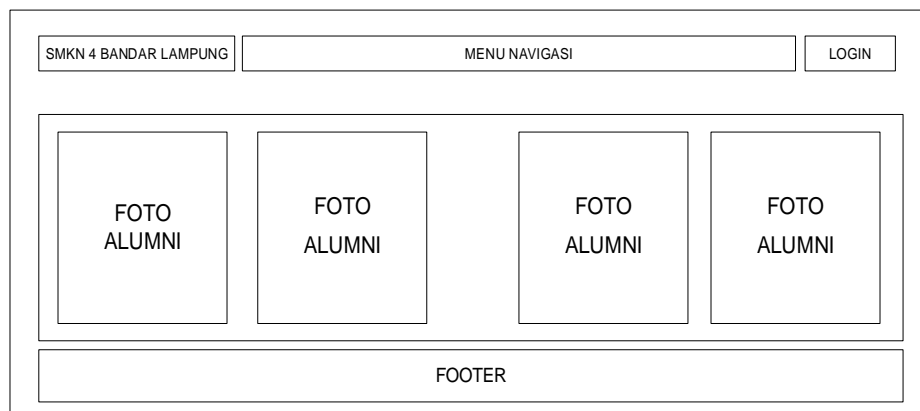 SMKN 4 BANDAR LAMPUNG
MENU NAVIGASI
LOGIN
FOTO
ALUMNI
FOTO
ALUMNI
FOTO
ALUMNI
FOTO
ALUMNI
FOOTER